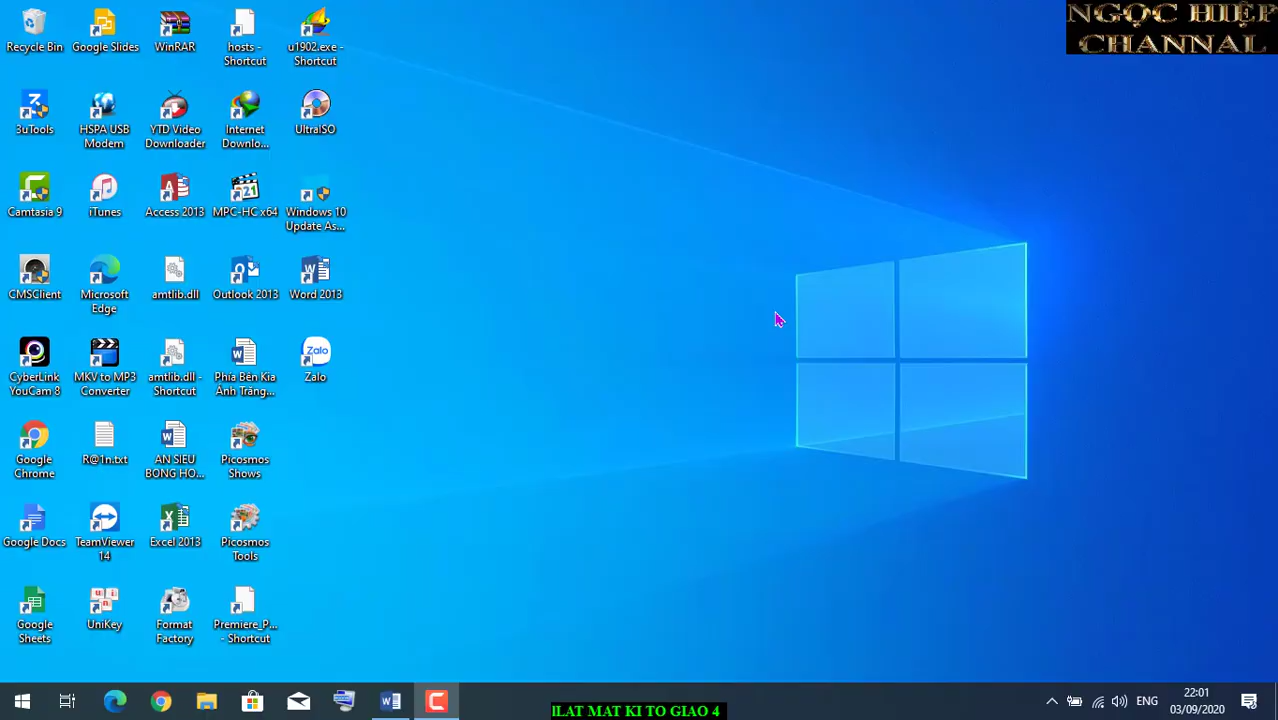 NGỌC HIỆP
CHANNAL
Recycle Bin
Google Slides
WinRAR
hosts -
Shortcut
u1902.exe -
Shortcut
3uTools
HSPA USB
Modem
YTD Video
Downloader
Internet
Downlo...
UltraISO
Camtasia 9
iTunes
Access 2013
MPC-HC x64
Windows 10
Update As...
CMSClient
Microsoft
Edge
amtlib.dll
Outlook 2013
Word 2013
CyberLink
YouCam 8
MKV to MP3
Converter
amtlib.dll -
Shortcut
Phía Bên Kia
Ánh Trăng...
Zalo
Zalo
Google
Chrome
R@1n.txt
AN SIEU
BONG HO...
Picosmos
Shows
Google Docs
TeamViewer
14
Excel 2013
Picosmos
Tools
Google
Sheets
UniKey
Format
Factory
Premiere_P...
- Shortcut
ILAT MAT KI TO GIAO 4
ENG
22:01
03/09/2020